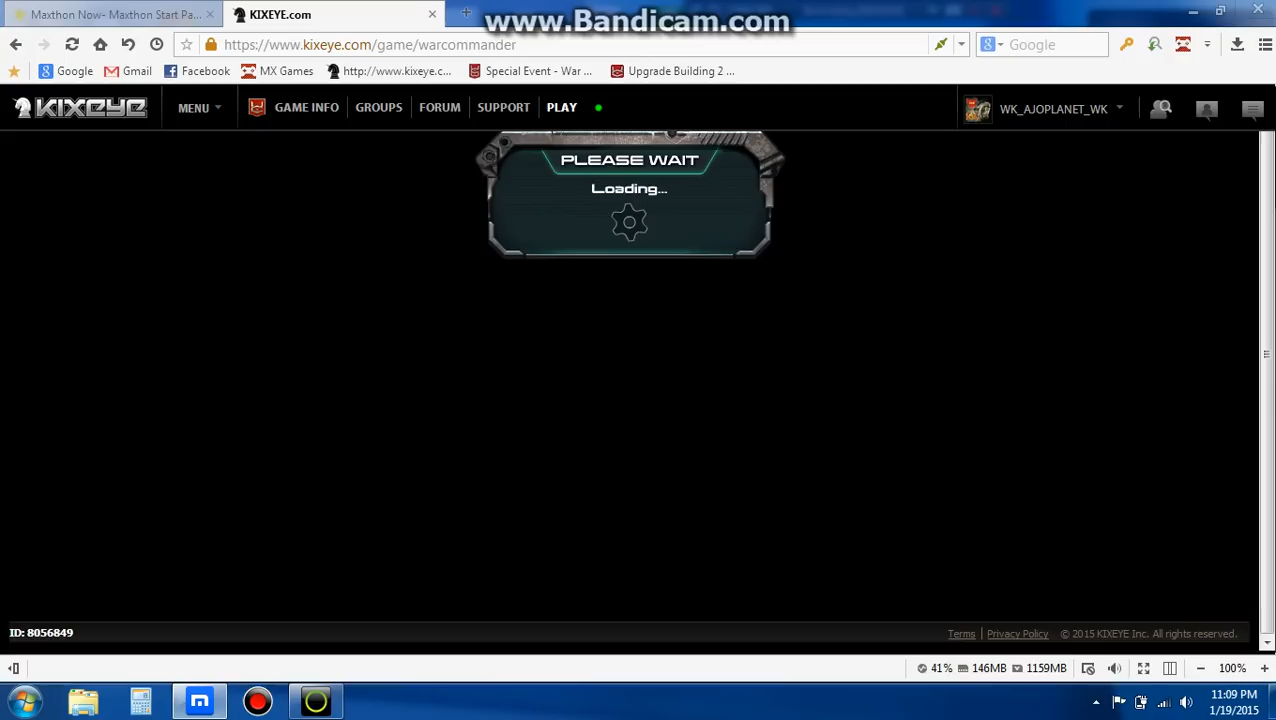 www.Bandicam.com
Maxthon Now- Maxthon Start Pa...
KIXEYE.com
https://www.kixeye.com/game/warcommander
Google
Google
Gmail
Facebook
MX Games
http://www.kixeye.c...
Special Event - War ...
Upgrade Building 2 ...
KIXEYE
MENU
GAME INFO
GROUPS
FORUM
SUPPORT
PLAY
WK_AJOPLANET_WK
PLEASE WAIT
Loading...
ID: 8056849
Terms | Privacy Policy | © 2015 KIXEYE Inc. All rights reserved.
41%
146MB
1159MB
100%
11:09 PM
1/19/2015